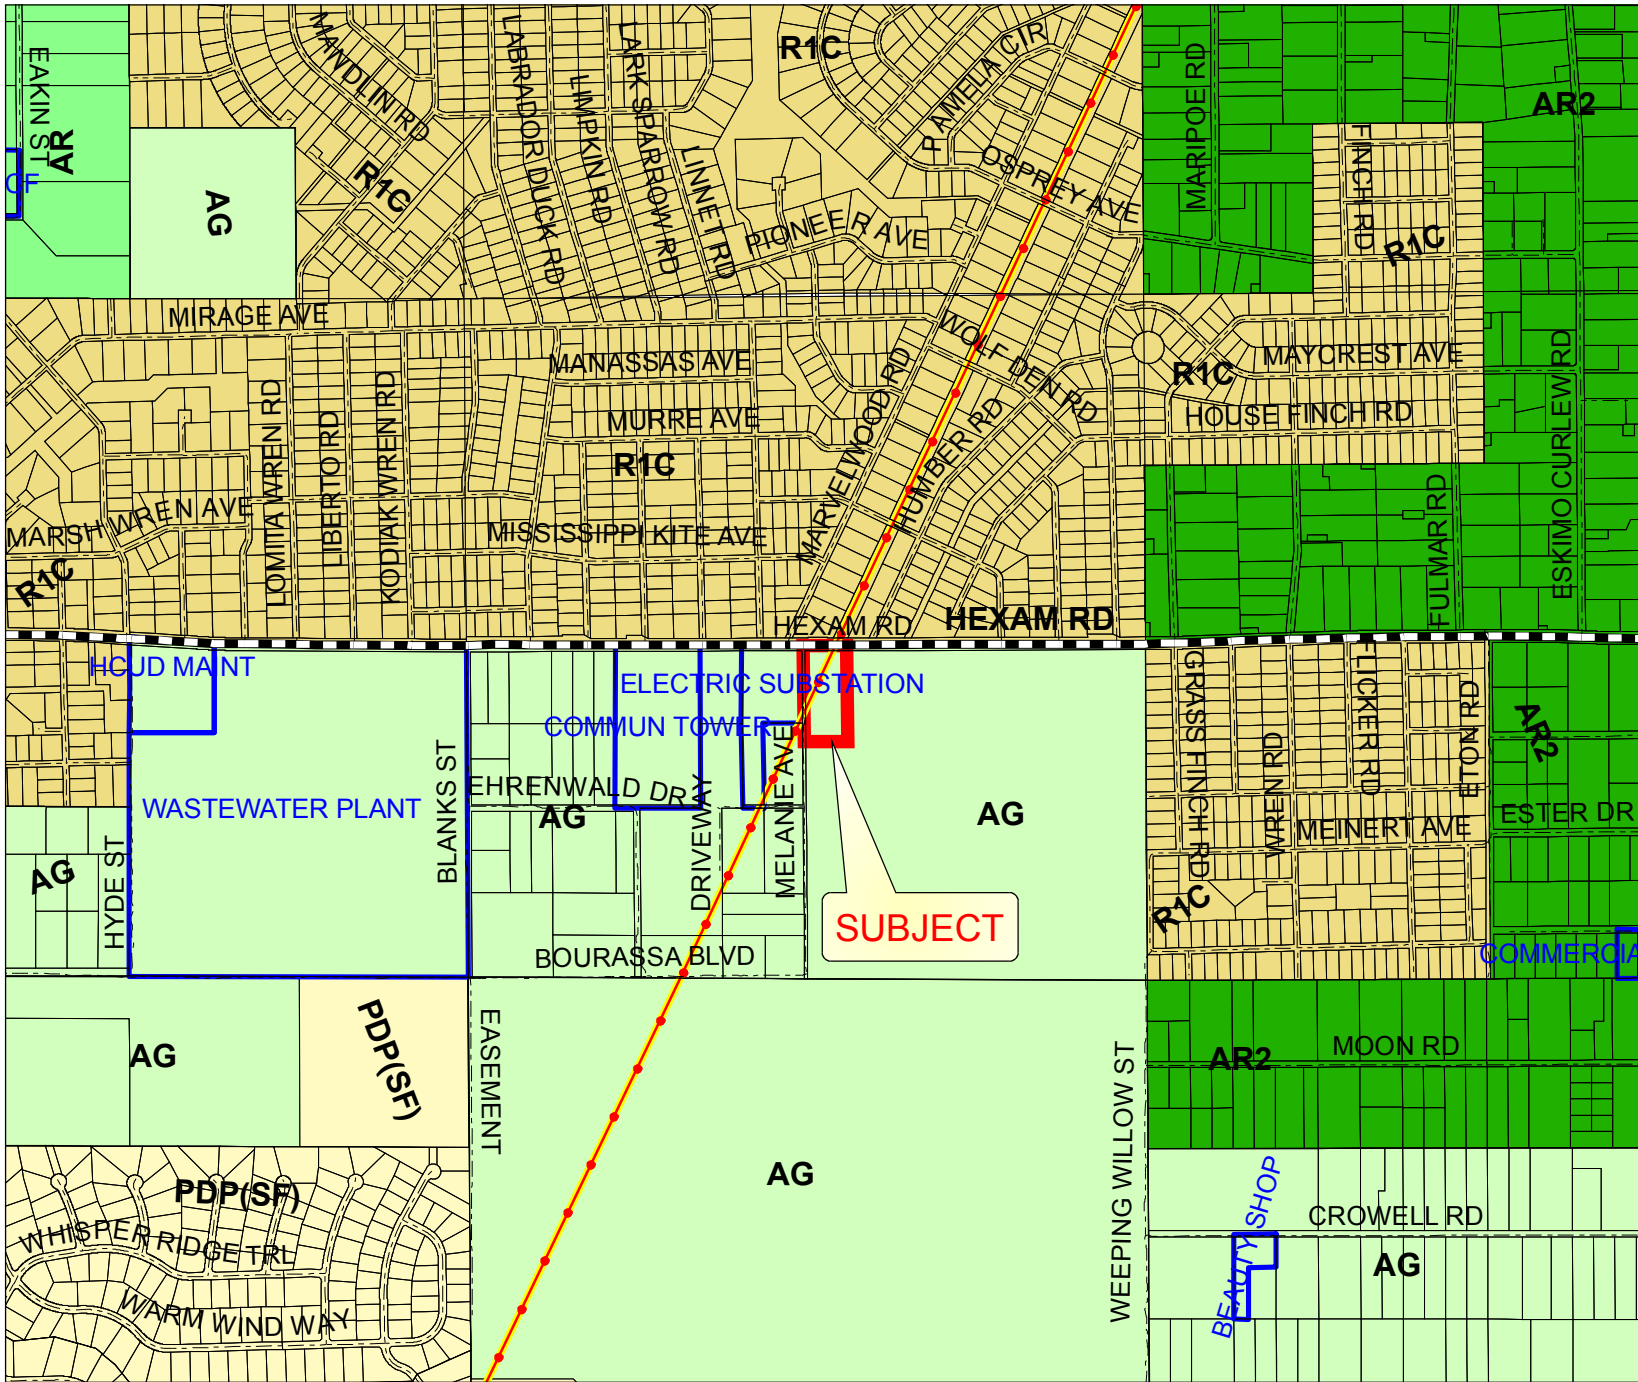 EAKIN ST
AR
CF
AG
MANDLIN RD
R1C
LABRADOR DUCK RD
LIMPKIN RD
LARK SPARROW RD
LINNET RD
R1C
PAMELA CIR
OSPREY AVE
PIONEER AVE
MARIPOE RD
AR2
FINCH RD
R1C
MIRAGE AVE
MANASSAS AVE
MURRE AVE
R1C
WOLF DEN RD
MARVELWOOD RD
HUMBER RD
R1C
MAYCREST AVE
HOUSE FINCH RD
ESKIMO CURLEW RD
FULMAR RD
LOMITA WREN RD
LIBERTO RD
KODIAK WREN RD
MARSH WREN AVE
R1C
MISSISSIPPI KITE AVE
HEXAM RD
HEXAM RD
HCUD MAINT
ELECTRIC SUBSTATION
COMMUN TOWER
WASTEWATER PLANT
BLANKS ST
EHRENWALD DR
AG
DRIVEWAY
MELANIE AVE
AG
GRASS FINCH RD
WREN RD
FLICKER RD
ETON RD
AR2
MEINERT AVE
ESTER DR
R1C
COMMERCIA
AG
HYDE ST
BOURASSA BLVD
SUBJECT
AG
PDP(SF)
EASEMENT
AG
WEEPING WILLOW ST
AR2
MOON RD
PDP(SF)
WHISPER RIDGE TRL
WARM WIND WAY
BEAUTY SHOP
CROWELL RD
AG